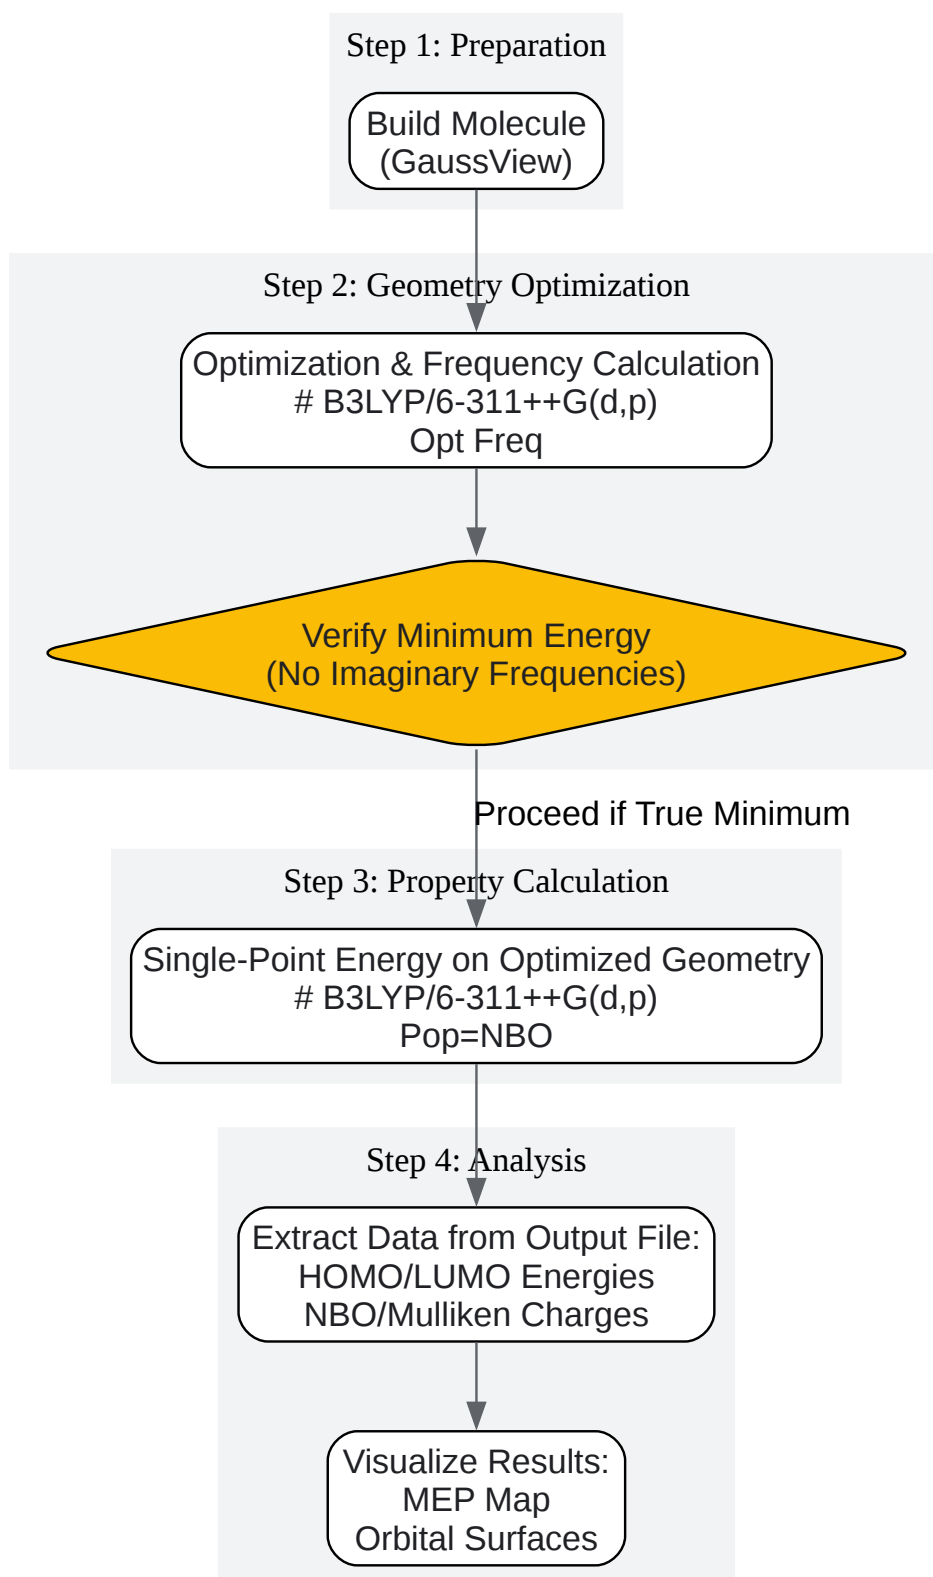 Step 1: Preparation
Build Molecule
(GaussView)
Step 2: Geometry Optimization
Optimization & Frequency Calculation
# B3LYP/6-311++G(d,p)
Opt Freq
Verify Minimum Energy
(No Imaginary Frequencies)
Proceed if True Minimum
Step 3: Property Calculation
Single-Point Energy on Optimized Geometry
# B3LYP/6-311++G(d,p)
Pop=NBO
Step 4: Analysis
Extract Data from Output File:
HOMO/LUMO Energies
NBO/Mulliken Charges
Visualize Results:
MEP Map
Orbital Surfaces